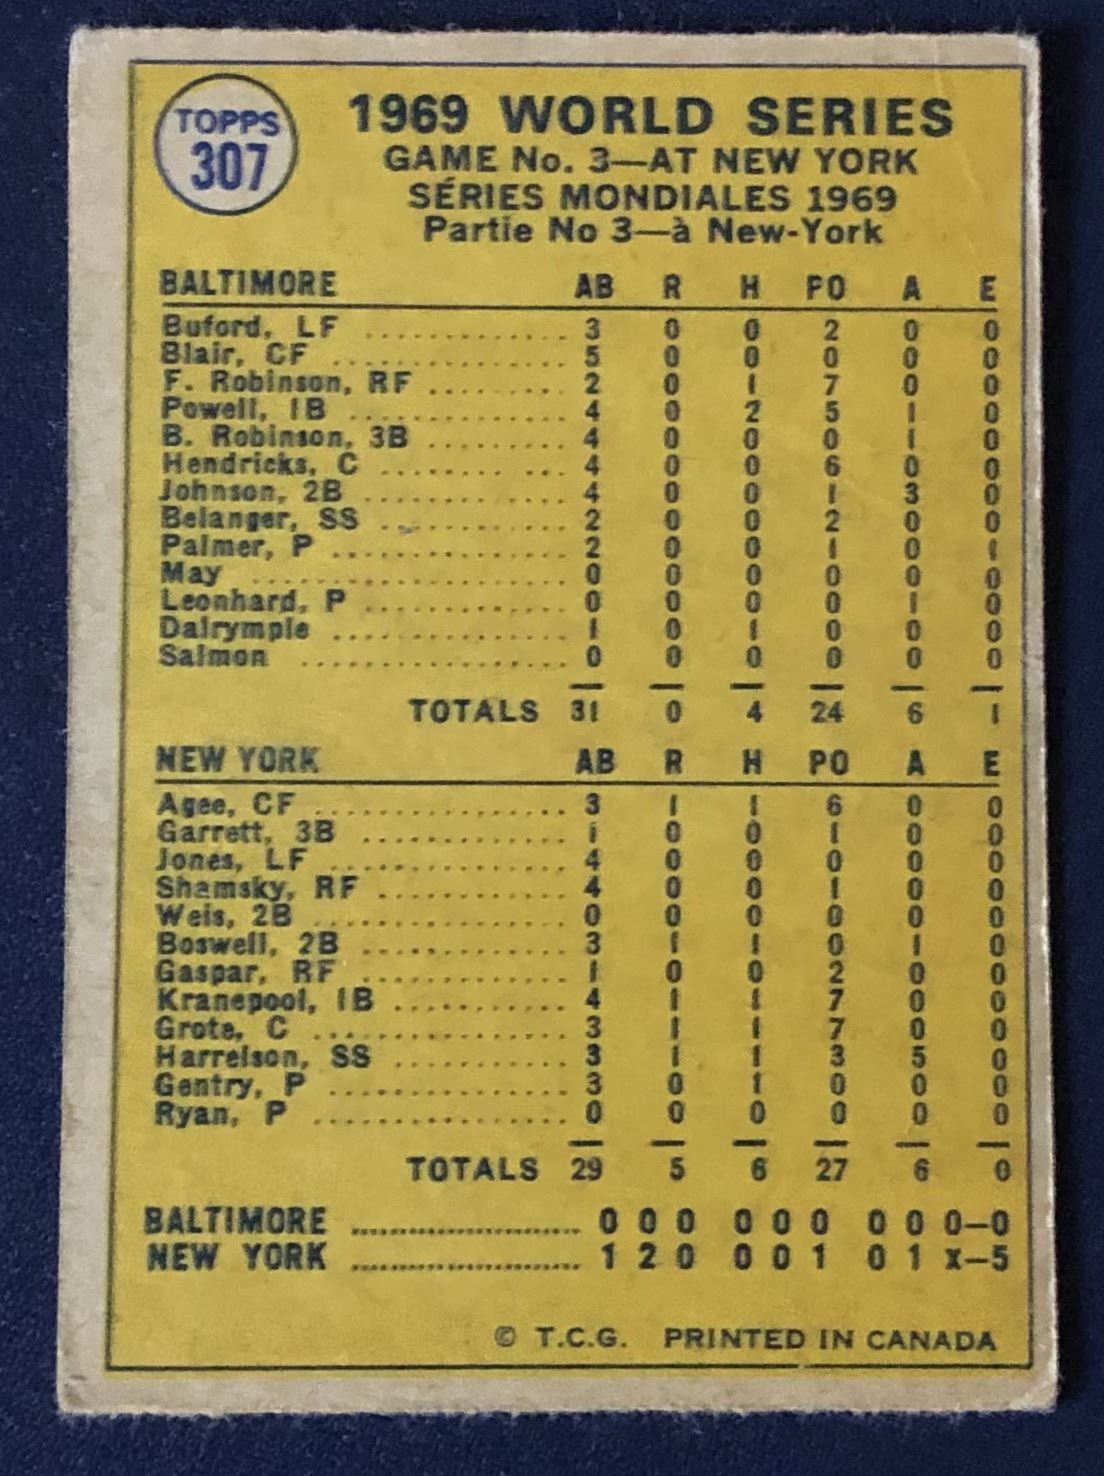 TOPPS
307
1969 WORLD SERIES
GAME No. 3—AT NEW YORK
SÉRIES MONDIALES 1969
Partie No 3—à New-York
BALTIMORE AB R H PO A E
Buford, LF ............... 3 0 0 2 0 0
Blair, CF ................. 5 0 0 0 0 0
F. Robinson, RF ......... 2 0 1 7 0 0
Powell, 1B ................ 4 0 2 5 1 0
B. Robinson, 3B .......... 4 0 0 0 1 0
Hendricks, C ......... ... 4 0 0 6 0 0
Johnson, 2B ............... 4 0 0 1 3 0
Belanger, SS .............. 2 0 0 2 0 0
Palmer, P ................. 2 0 0 1 0 1
May ....................... 0 0 0 0 0 0
Leonhard, P ............... 0 0 0 0 1 0
Dalrymple ................. 1 0 1 0 0 0
Salmon .................... 0 0 0 0 0 0
TOTALS 31 0 4 24 6 1
NEW YORK AB R H PO A E
Agee, CF .................. 3 1 1 6 0 0
Garrett, 3B ............... 1 0 0 1 0 0
Jones, LF ................. 4 0 0 0 0 0
Shamsky, RF .............. 4 0 0 1 0 0
Weis, 2B .................. 0 0 0 0 0 0
Boswell, 2B ............... 3 1 1 0 1 0
Gaspar, RF ............... 1 0 0 2 0 0
Kranepool, 1B ............. 4 1 1 7 0 0
Grote, C .................. 3 1 1 7 0 0
Harrelson, SS ............. 3 1 1 3 5 0
Gentry, P ................. 3 0 1 0 0 0
Ryan, P ................... 0 0 0 0 0 0
TOTALS 29 5 6 27 6 0
BALTIMORE ........................ 0 0 0 0 0 0 0 0 0—0
NEW YORK ........................ 1 2 0 0 0 1 0 1 x—5
© T.C.G. PRINTED IN CANADA